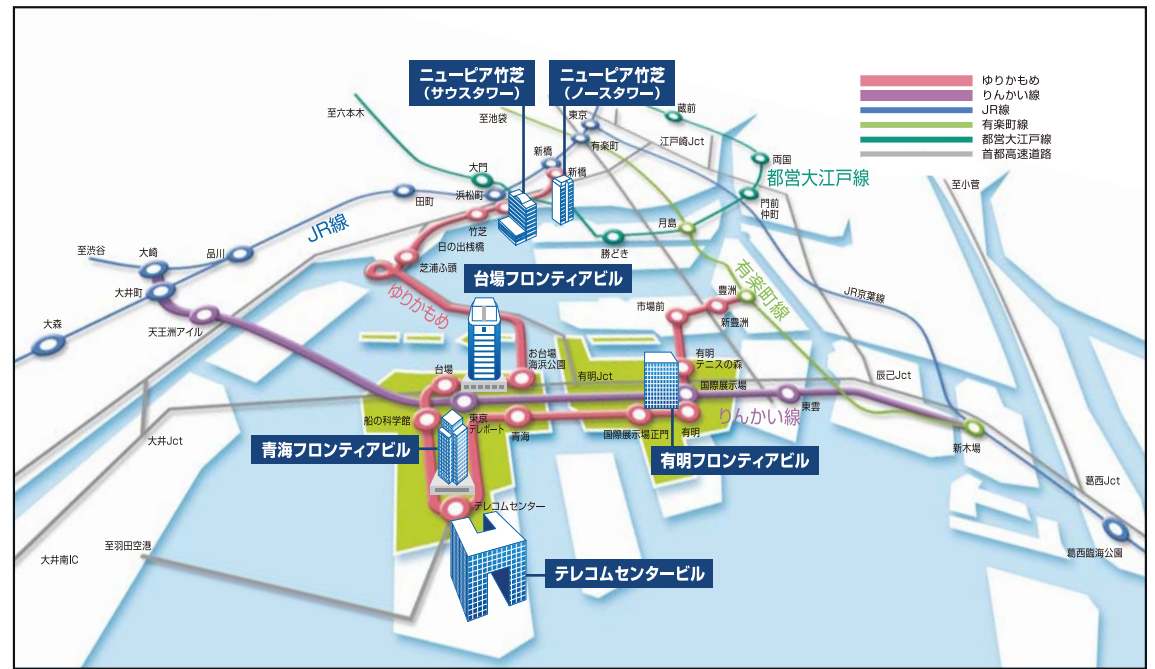 ニューピア竹芝
（サウスタワー）
ニューピア竹芝
（ノースタワー）
ゆりかもめ
りんかい線
JR線
有楽町線
都営大江戸線
首都高速道路
至六本木
至池袋
東京
蔵前
有楽町
江戸崎Jct
新橋
新橋
両国
都営大江戸線
至小菅
大門
浜松町
田町
門前
仲町
竹芝
月島
日の出桟橋
勝どき
JR線
至渋谷
大崎
品川
芝浦ふ頭
台場フロンティアビル
有楽町線
大井町
ゆりかもめ
豊洲
JR京葉線
市場前
新豊洲
大森
天王洲アイル
お台場
海浜公園
有明
テニスの森
台場
有明Jct
国際展示場
辰己Jct
船の科学館
東京
テレポート
青海
国際展示場正門
有明
りんかい線
東雲
大井Jct
青海フロンティアビル
有明フロンティアビル
新木場
葛西Jct
テレコムセンター
大井南IC
至羽田空港
葛西臨海公園
テレコムセンタービル